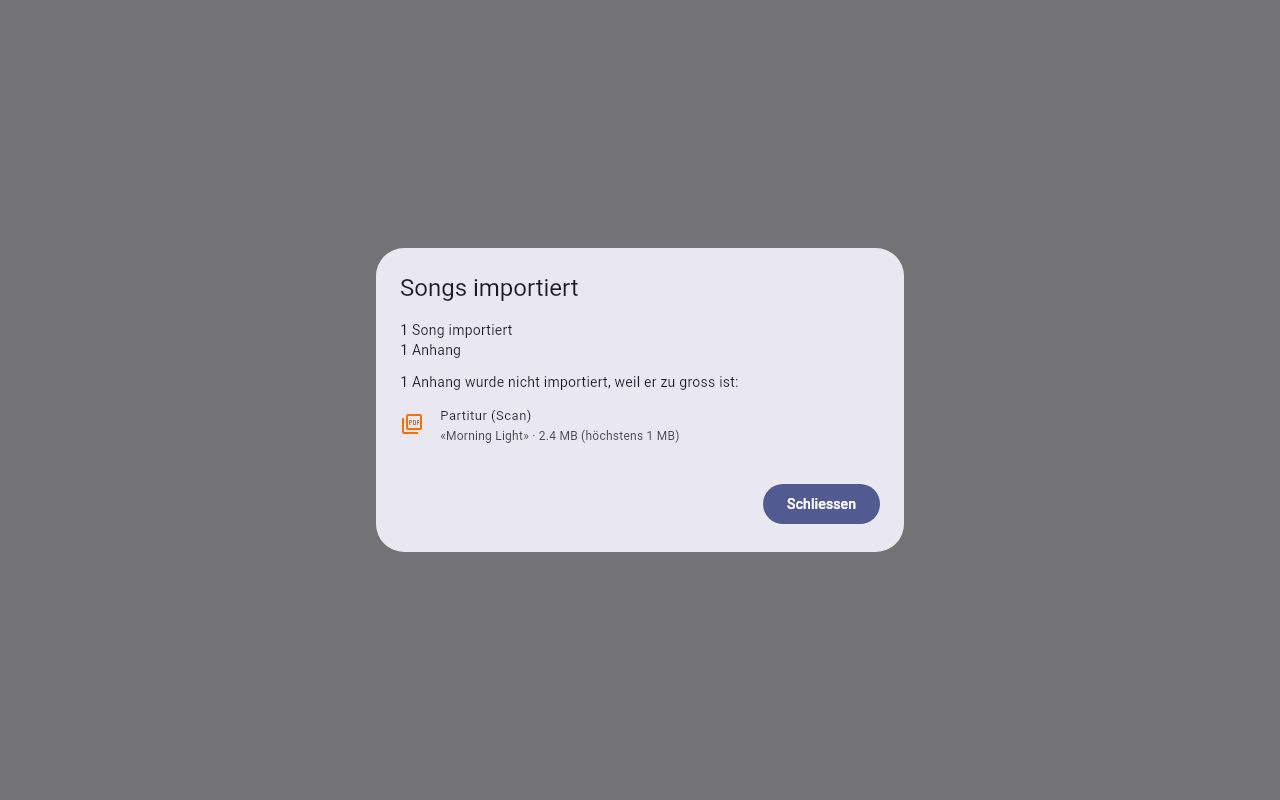 Songs importiert
1 Song importiert
1 Anhang
1 Anhang wurde nicht importiert, weil er zu gross ist:
PDF
Partitur (Scan)
«Morning Light» · 2.4 MB (höchstens 1 MB)
Schliessen